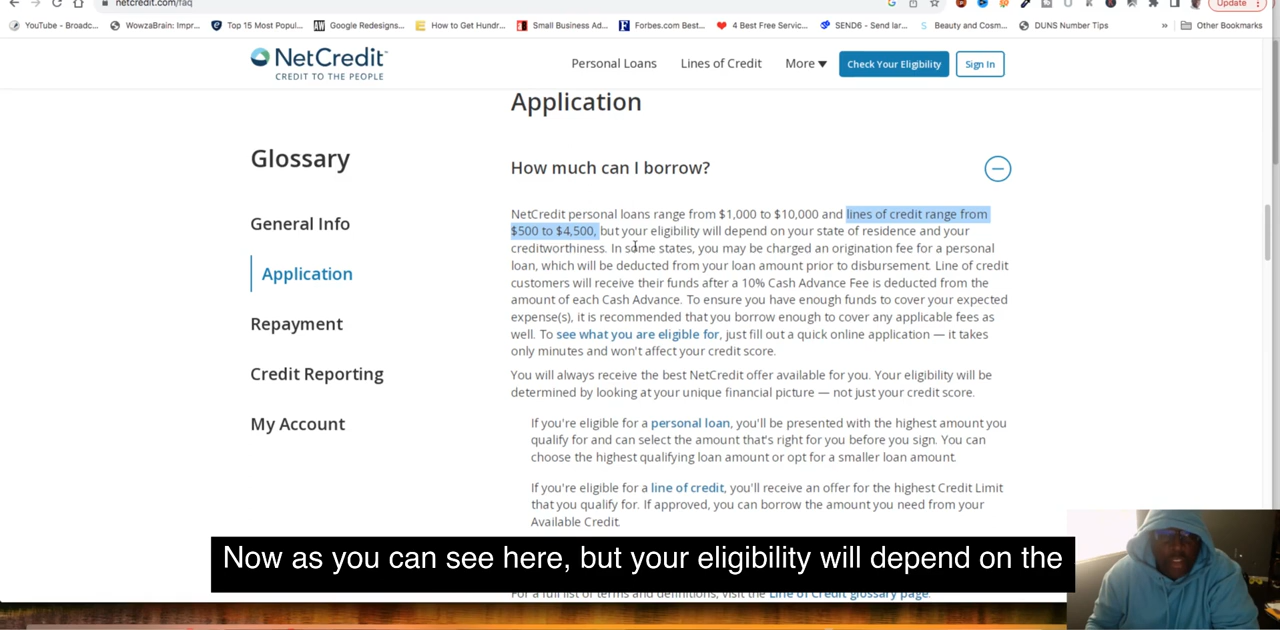 netcredit.com/faq
Update
YouTube - Broadc...
WowzaBrain: Impr...
Top 15 Most Popul...
Google Redesigns...
How to Get Hundr...
Small Business Ad...
Forbes.com Best...
4 Best Free Servic...
SEND6 - Send lar...
Beauty and Cosm...
DUNS Number Tips
»
Other Bookmarks
NetCredit
CREDIT TO THE PEOPLE
Personal Loans
Lines of Credit
More
Check Your Eligibility
Sign In
Application
Glossary
General Info
Application
Repayment
Credit Reporting
My Account
How much can I borrow?
NetCredit personal loans range from $1,000 to $10,000 and lines of credit range from
$500 to $4,500, but your eligibility will depend on your state of residence and your
creditworthiness. In some states, you may be charged an origination fee for a personal
loan, which will be deducted from your loan amount prior to disbursement. Line of credit
customers will receive their funds after a 10% Cash Advance Fee is deducted from the
amount of each Cash Advance. To ensure you have enough funds to cover your expected
expense(s), it is recommended that you borrow enough to cover any applicable fees as
well. To see what you are eligible for, just fill out a quick online application — it takes
only minutes and won't affect your credit score.
You will always receive the best NetCredit offer available for you. Your eligibility will be
determined by looking at your unique financial picture — not just your credit score.
If you're eligible for a personal loan, you'll be presented with the highest amount you
qualify for and can select the amount that's right for you before you sign. You can
choose the highest qualifying loan amount or opt for a smaller loan amount.
If you're eligible for a line of credit, you'll receive an offer for the highest Credit Limit
that you qualify for. If approved, you can borrow the amount you need from your
Available Credit.
Now as you can see here, but your eligibility will depend on the
For a full list of terms and definitions, visit the Line of Credit glossary page.